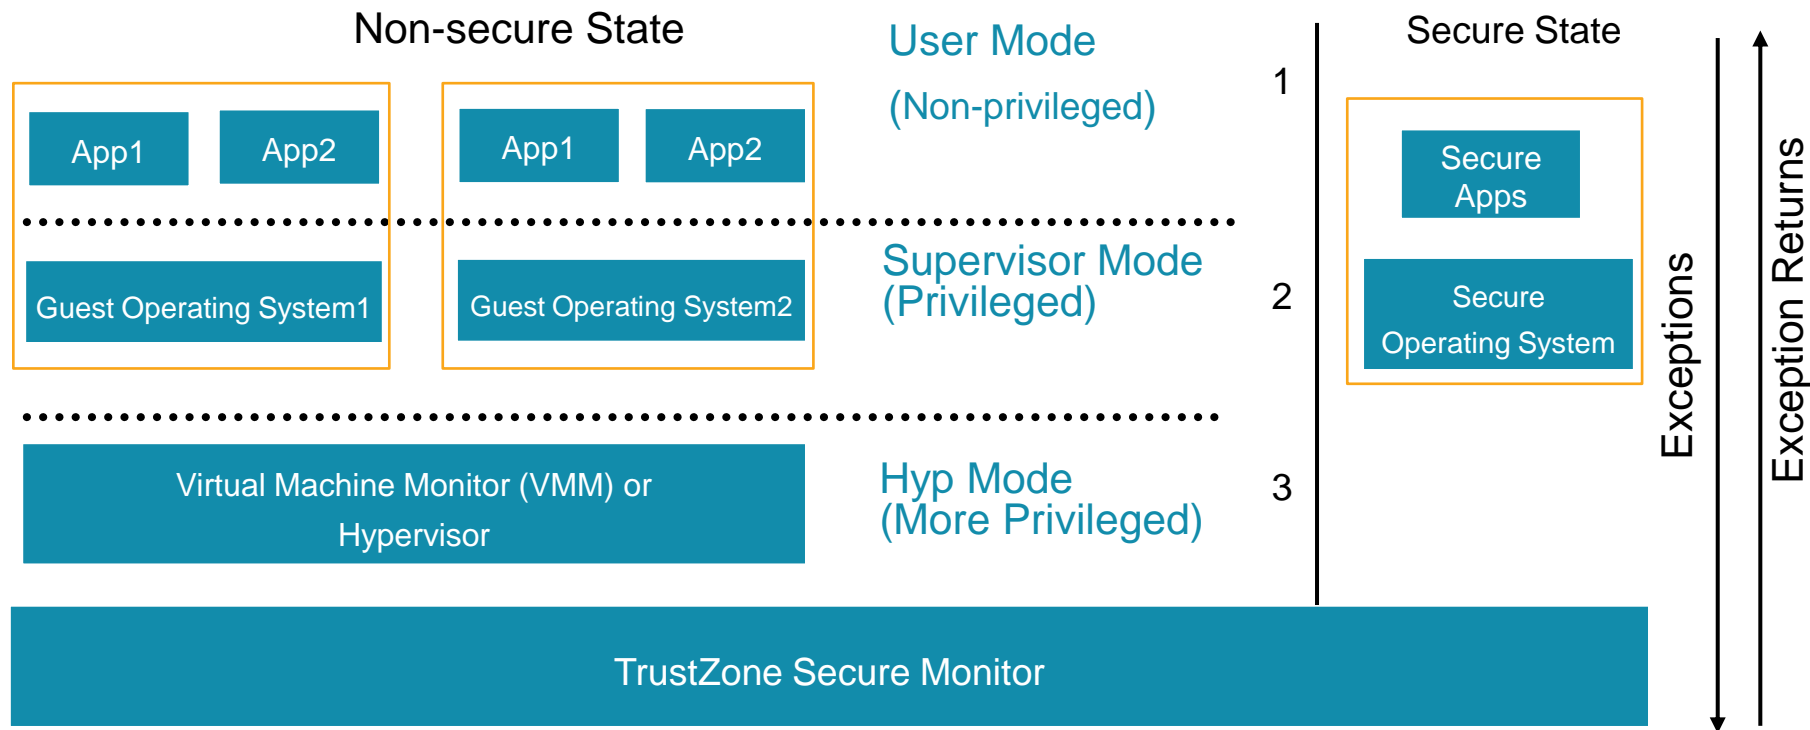 Non-secure State
User Mode
(Non-privileged)
1
Secure State
App1
App2
App1
App2
Secure
Apps
Supervisor Mode
(Privileged)
2
Guest Operating System1
Guest Operating System2
Secure
Operating System
Exceptions
Exception Returns
Virtual Machine Monitor (VMM) or
Hypervisor
Hyp Mode
(More Privileged)
3
TrustZone Secure Monitor